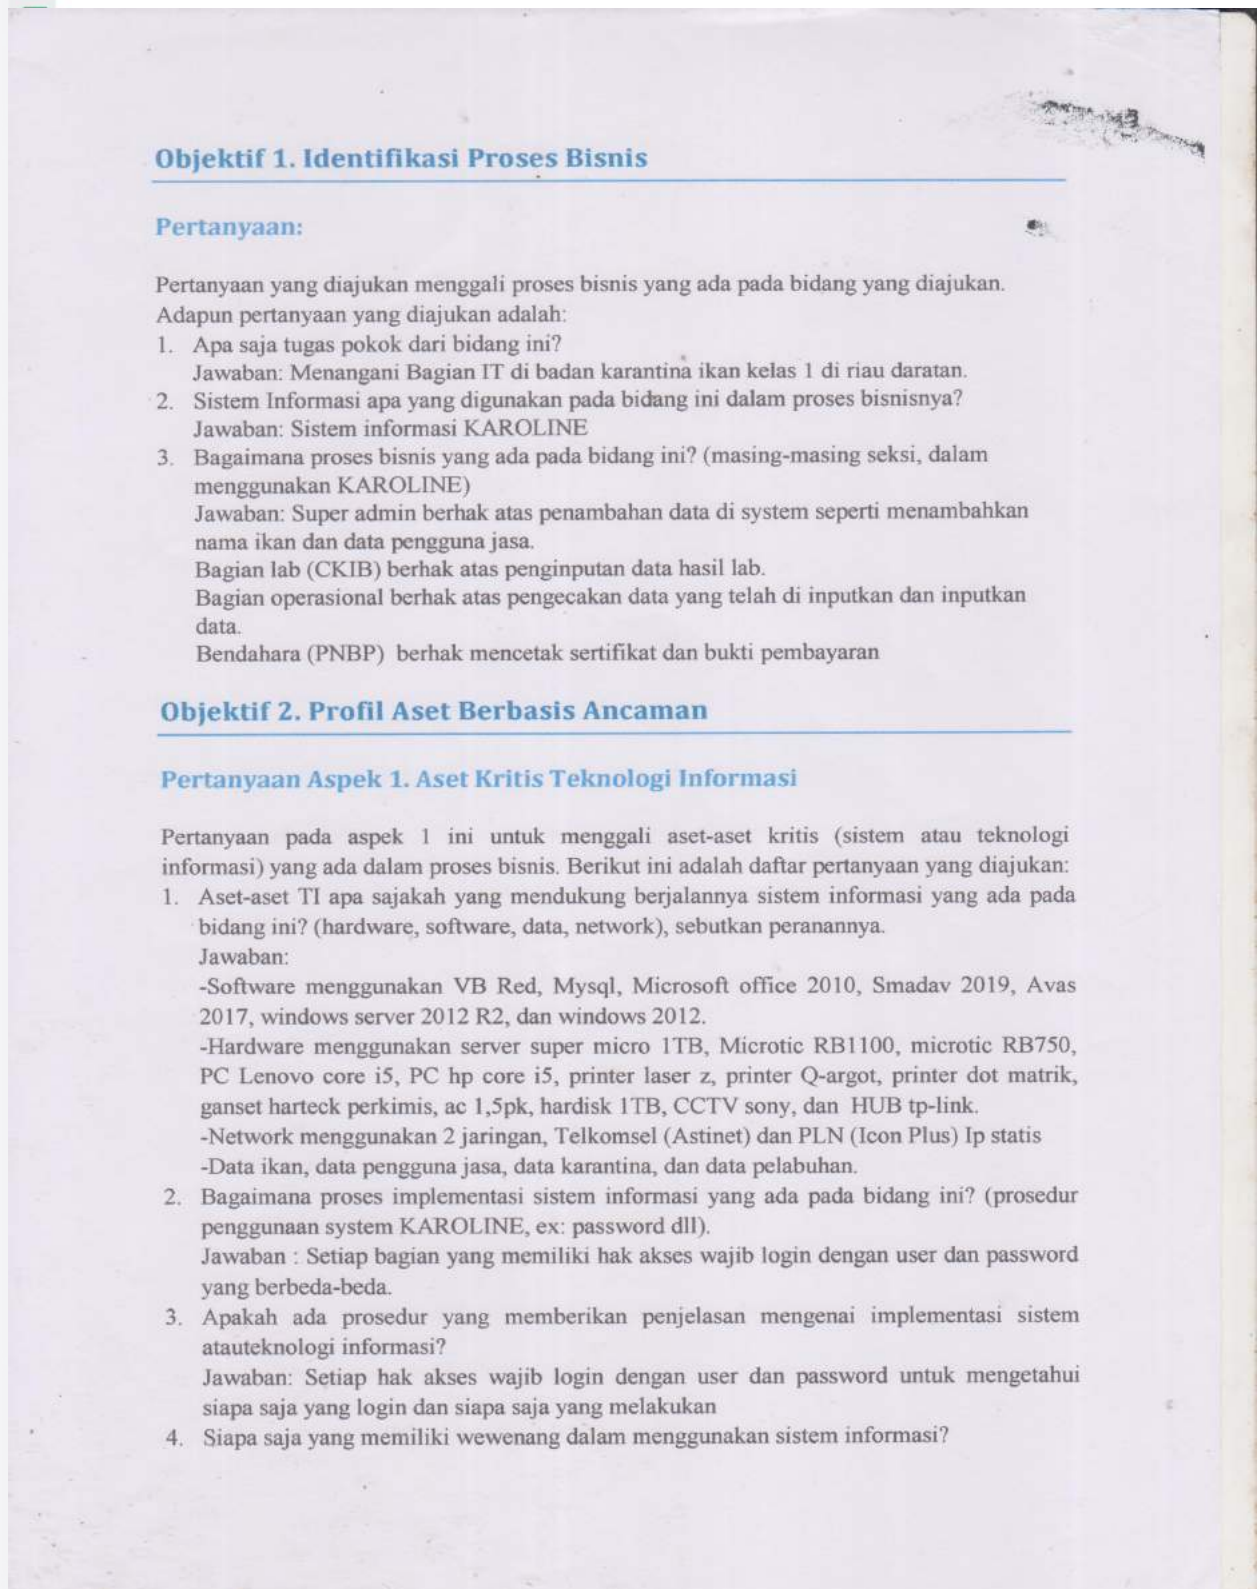 Objektif 1. Identifikasi Proses Bisnis
Pertanyaan:
Pertanyaan yang diajukan menggali proses bisnis yang ada pada bidang yang diajukan.
Adapun pertanyaan yang diajukan adalah:
1. Apa saja tugas pokok dari bidang ini?
Jawaban: Menangani Bagian IT di badan karantina ikan kelas 1 di riau daratan.
2. Sistem Informasi apa yang digunakan pada bidang ini dalam proses bisnisnya?
Jawaban: Sistem informasi KAROLINE
3. Bagaimana proses bisnis yang ada pada bidang ini? (masing-masing seksi, dalam
menggunakan KAROLINE)
Jawaban: Super admin berhak atas penambahan data di system seperti menambahkan
nama ikan dan data pengguna jasa.
Bagian lab (CKIB) berhak atas penginputan data hasil lab.
Bagian operasional berhak atas pengecakan data yang telah di inputkan dan inputkan
data.
Bendahara (PNBP) berhak mencetak sertifikat dan bukti pembayaran
Objektif 2. Profil Aset Berbasis Ancaman
Pertanyaan Aspek 1. Aset Kritis Teknologi Informasi
Pertanyaan pada aspek 1 ini untuk menggali aset-aset kritis (sistem atau teknologi
informasi) yang ada dalam proses bisnis. Berikut ini adalah daftar pertanyaan yang diajukan:
1. Aset-aset TI apa sajakah yang mendukung berjalannya sistem informasi yang ada pada
bidang ini? (hardware, software, data, network), sebutkan peranannya.
Jawaban:
-Software menggunakan VB Red, Mysql, Microsoft office 2010, Smadav 2019, Avas
2017, windows server 2012 R2, dan windows 2012.
-Hardware menggunakan server super micro 1TB, Microtic RB1100, microtic RB750,
PC Lenovo core i5, PC hp core i5, printer laser z, printer Q-argot, printer dot matrik,
ganset harteck perkimis, ac 1,5pk, hardisk 1TB, CCTV sony, dan HUB tp-link.
-Network menggunakan 2 jaringan, Telkomsel (Astinet) dan PLN (Icon Plus) Ip statis
-Data ikan, data pengguna jasa, data karantina, dan data pelabuhan.
2. Bagaimana proses implementasi sistem informasi yang ada pada bidang ini? (prosedur
penggunaan system KAROLINE, ex: password dll).
Jawaban : Setiap bagian yang memiliki hak akses wajib login dengan user dan password
yang berbeda-beda.
3. Apakah ada prosedur yang memberikan penjelasan mengenai implementasi sistem
atauteknologi informasi?
Jawaban: Setiap hak akses wajib login dengan user dan password untuk mengetahui
siapa saja yang login dan siapa saja yang melakukan
4. Siapa saja yang memiliki wewenang dalam menggunakan sistem informasi?